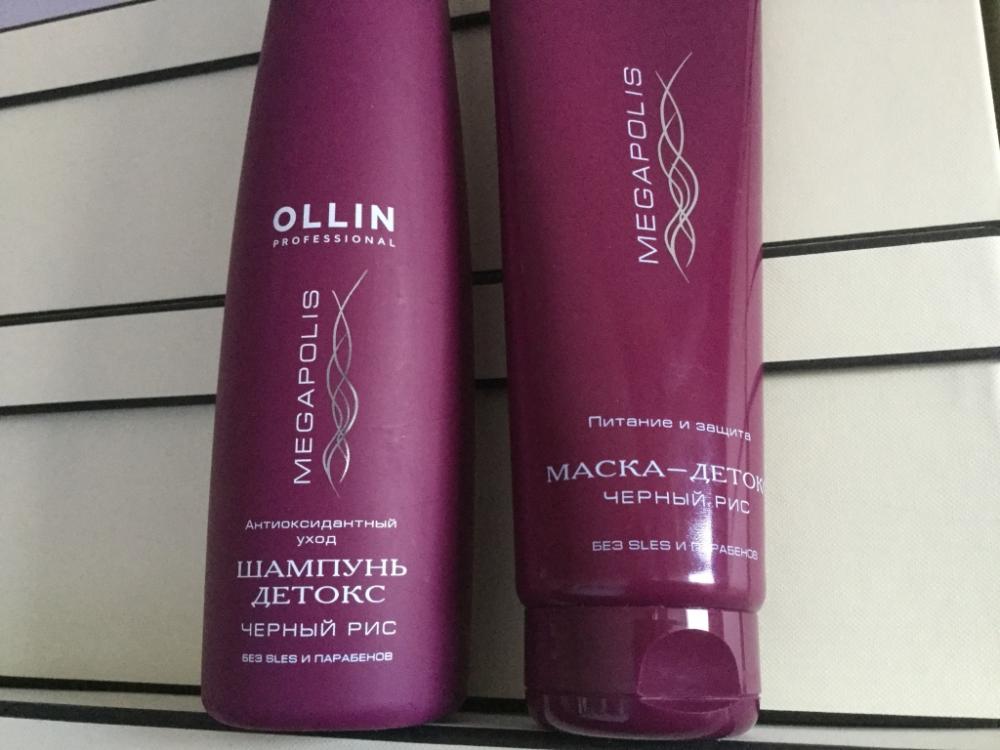 OLLIN
PROFESSIONAL
MEGAPOLIS
Антиоксидантный
уход
ШАМПУНЬ
ДЕТОКС
ЧЕРНЫЙ РИС
БЕЗ SLES И ПАРАБЕНОВ
MEGAPOLIS
Питание и защита
МАСКА-ДЕТОКС
ЧЕРНЫЙ РИС
БЕЗ SLES И ПАРАБЕНОВ